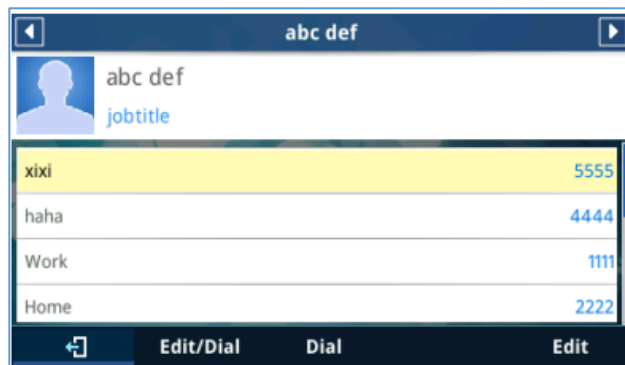 abc def
abc def
jobtitle
xixi 5555
haha 4444
Work 1111
Home 2222
Edit/Dial Dial Edit